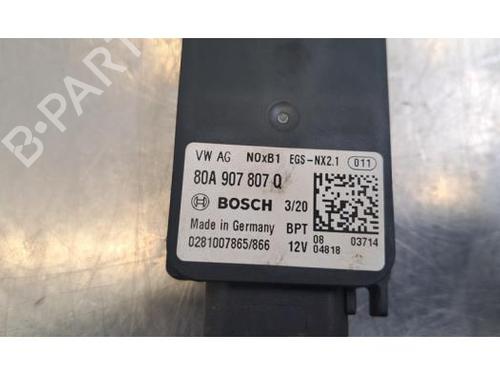 VW AG NOxB1 EGS-NX2.1 011
80A 907 807 Q
BOSCH 3/20
Made in Germany BPT 08 03714
0281007865/866 12V 04818
B-PARTS